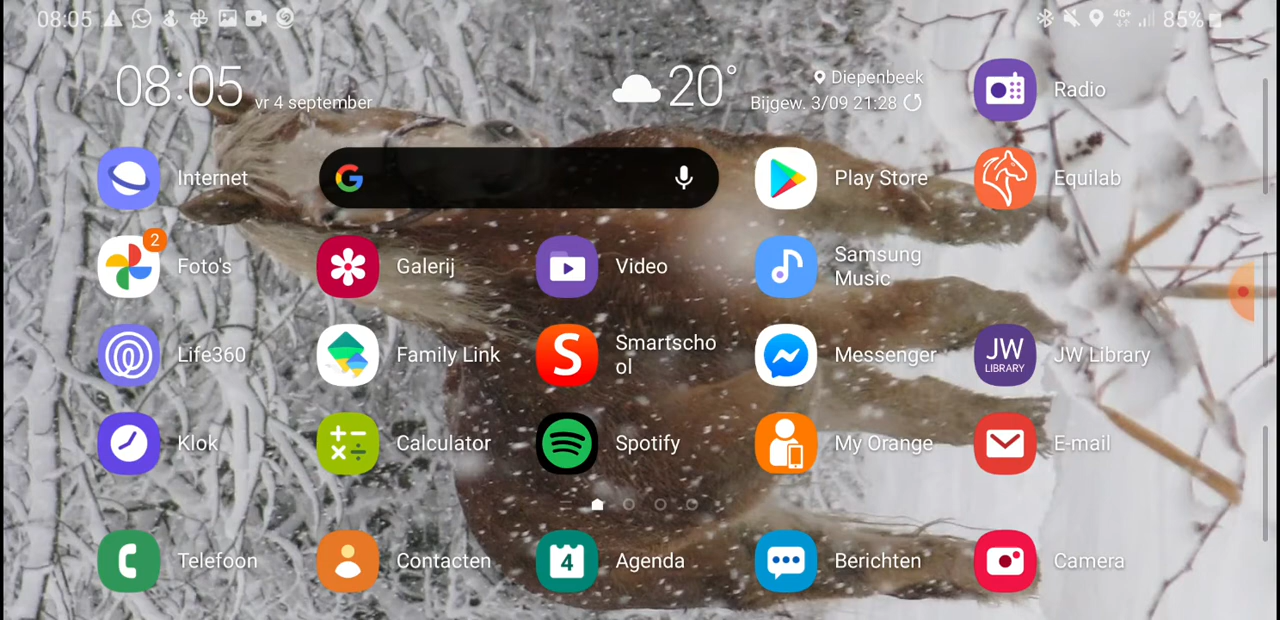 08:05
4G+
85%
08:05 vr 4 september
20°
Diepenbeek
Bijgew. 3/09 21:28
Radio
Internet
G
Play Store
Equilab
2
Foto's
Galerij
Video
Samsung
Music
Life360
Family Link
S
Smartscho
ol
Messenger
JW
LIBRARY
JW Library
Klok
Calculator
Spotify
My Orange
E-mail
Telefoon
Contacten
4
Agenda
Berichten
Camera